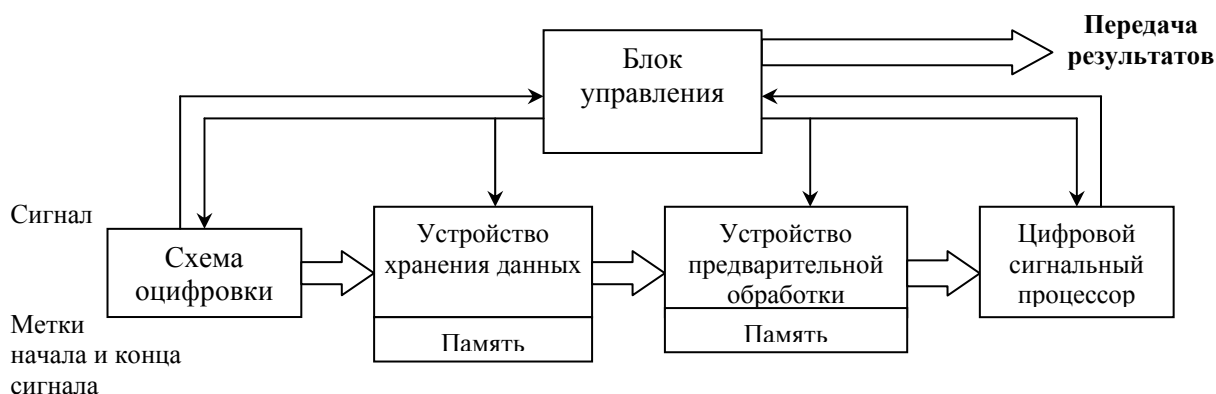 Блок
управления
Передача
результатов
Сигнал
Метки
начала и конца
сигнала
Схема
оцифровки
Устройство
хранения данных
Память
Устройство
предварительной
обработки
Память
Цифровой
сигнальный
процессор